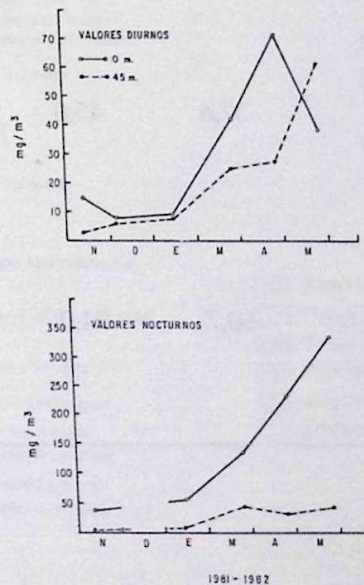 VALORES DIURNOS
0 m.
45 m.
70
60
50
40
30
20
10
mg/m³
N D E M A M
VALORES NOCTURNOS
350
300
250
200
150
100
50
mg/m³
N D E M A M
1981-1982